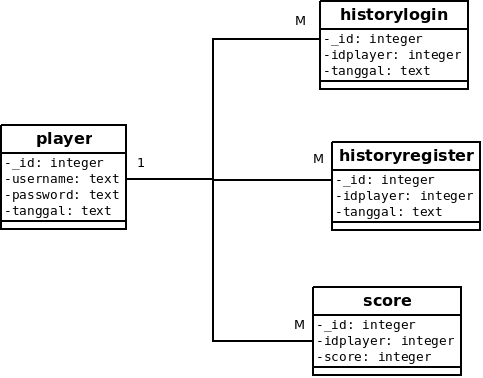 player
-_id: integer
-username: text
-password: text
-tanggal: text
1
M
historylogin
-_id: integer
-idplayer: integer
-tanggal: text
M
historyregister
-_id: integer
-idplayer: integer
-tanggal: text
M
score
-_id: integer
-idplayer: integer
-score: integer